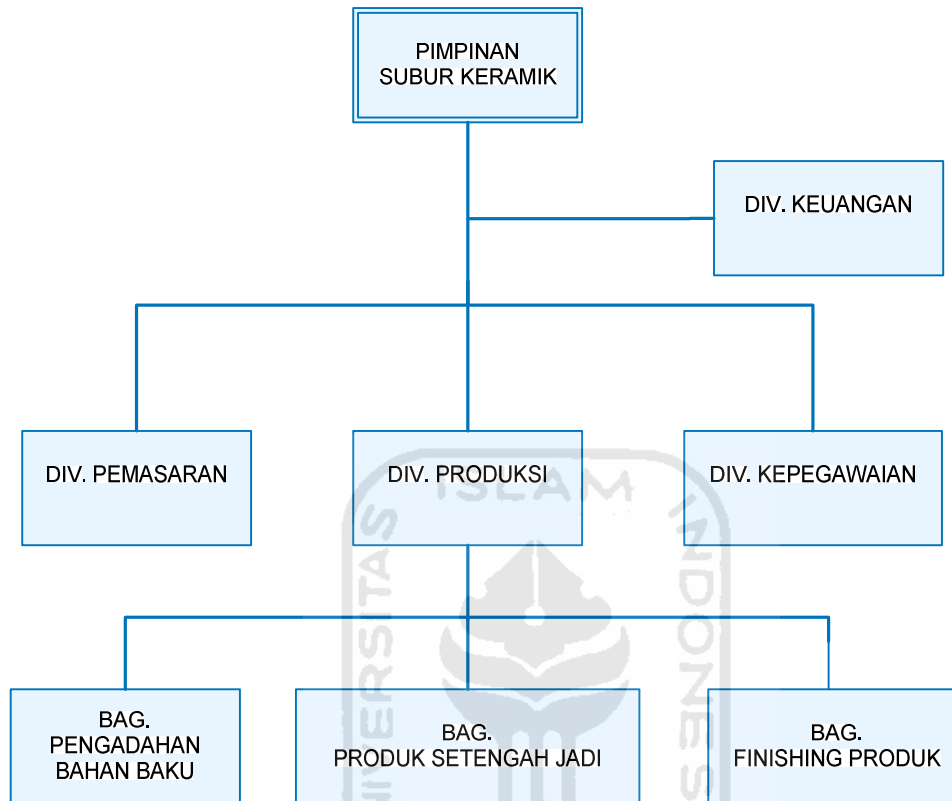 PIMPINAN
SUBUR KERAMIK
DIV. KEUANGAN
DIV. PEMASARAN
DIV. PRODUKSI
DIV. KEPEGAWAIAN
BAG.
PENGADAHAN
BAHAN BAKU
BAG.
PRODUK SETENGAH JADI
BAG.
FINISHING PRODUK
ISLAM